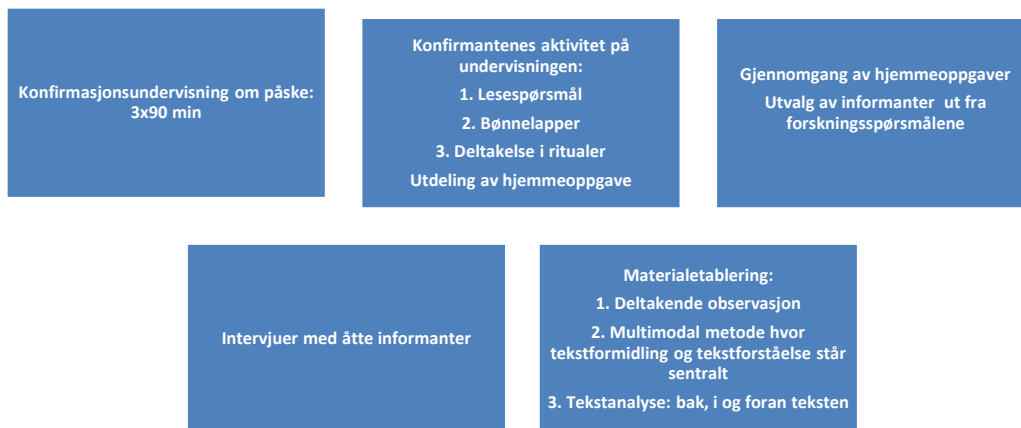 Konfirmasjonsundervisning om påske:
3x90 min
Konfirmantenes aktivitet på
undervisningen:
1. Lesespørsmål
2. Bønnelapper
3. Deltakelse i ritualer
Utdeling av hjemmeoppgave
Gjennomgang av hjemmeoppgaver
Utvalg av informanter ut fra
forskningsspørsmålene
Intervjuer med åtte informanter
Materialetablering:
1. Deltakende observasjon
2. Multimodal metode hvor
tekstformidling og tekstforståelse står
sentralt
3. Tekstanalyse: bak, i og foran teksten